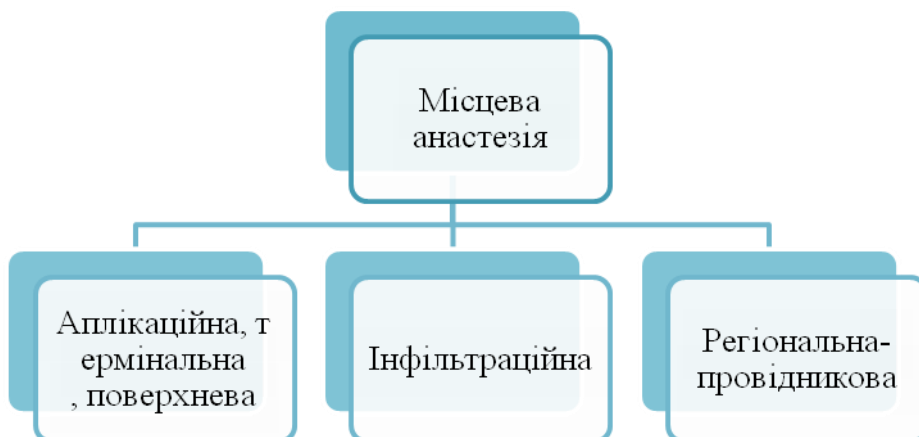 Місцева
анастезія
Аплікаційна, т
ермінальна
, поверхнева
Інфільтраційна
Регіональна-
провідникова